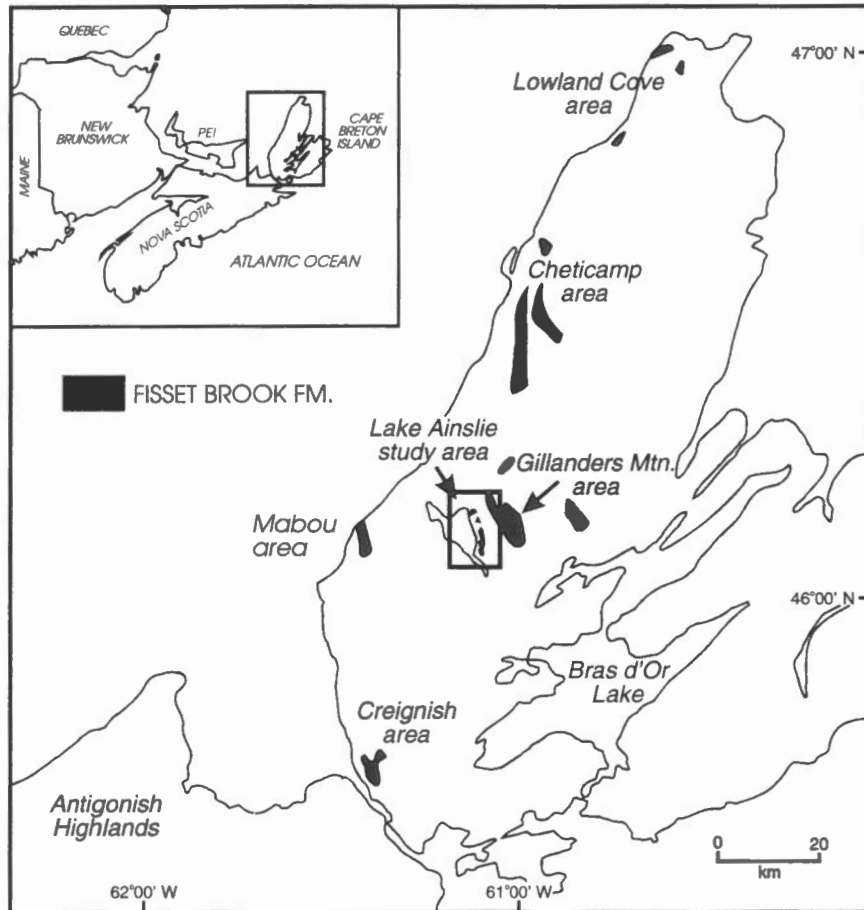 QUEBEC
MAINE
NEW
BRUNSWICK
PEI
CAPE
BRETON
ISLAND
NOVA SCOTIA
ATLANTIC OCEAN
FISSET BROOK FM.
47°00' N
Lowland Cove
area
Cheticamp
area
Lake Ainslie
study area
Gillanders Mtn.
area
Mabou
area
46°00' N
Bras d'Or
Lake
Creignish
area
Antigonish
Highlands
0 20
km
62°00' W
61°00' W